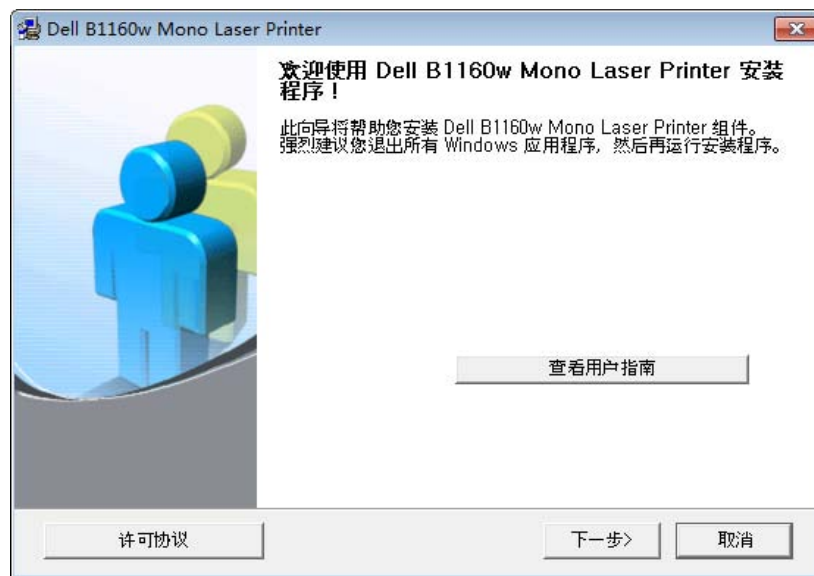 Dell B1160w Mono Laser Printer
欢迎使用 Dell B1160w Mono Laser Printer 安装
程序！
此向导将帮助您安装 Dell B1160w Mono Laser Printer 组件。
强烈建议您退出所有 Windows 应用程序，然后再运行安装程序。
查看用户指南
许可协议
下一步>
取消